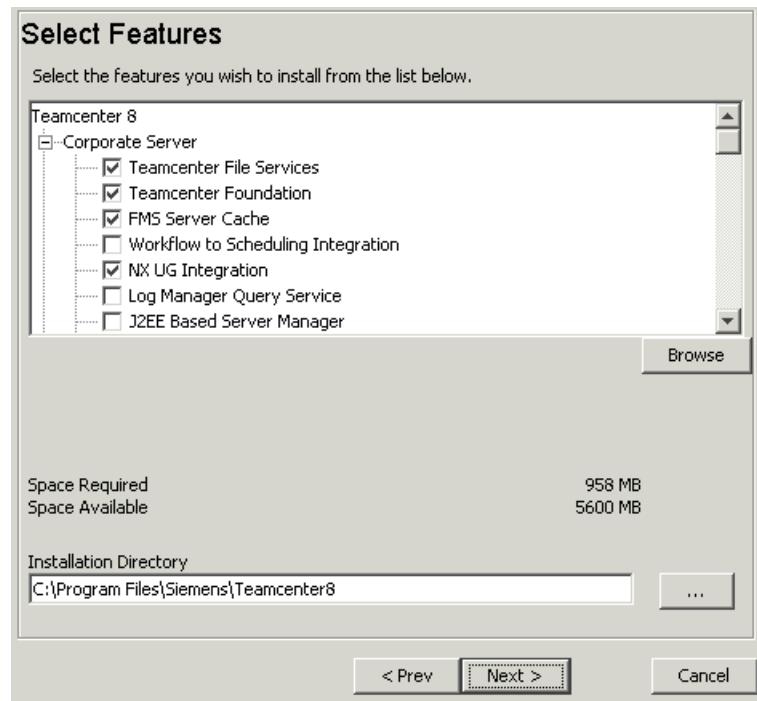 Select Features
Select the features you wish to install from the list below.
Teamcenter 8
Corporate Server
Teamcenter File Services
Teamcenter Foundation
FMS Server Cache
Workflow to Scheduling Integration
NX UG Integration
Log Manager Query Service
J2EE Based Server Manager
Browse
Space Required 958 MB
Space Available 5600 MB
Installation Directory
C:\Program Files\Siemens\Teamcenter8 ...
< Prev Next > Cancel